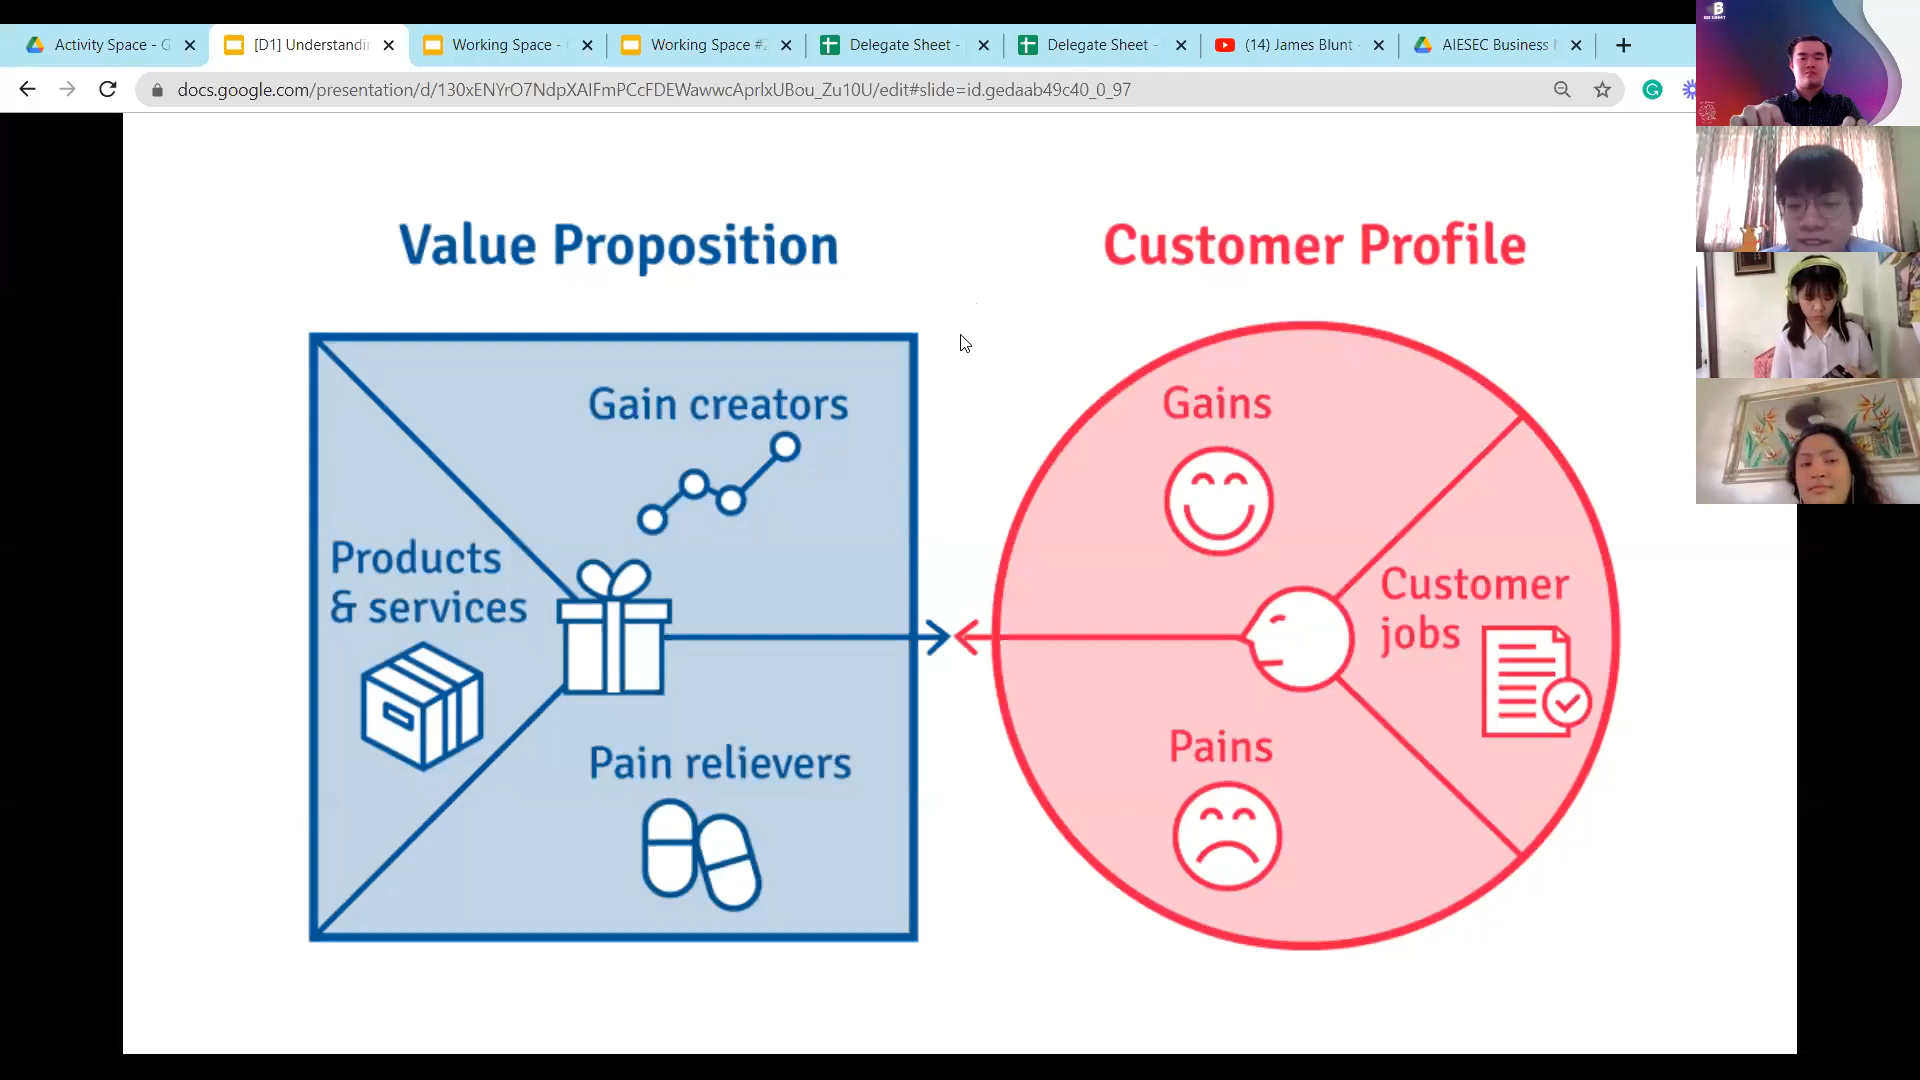 Activity Space - G
[D1] Understandin
Working Space -
Working Space #2
Delegate Sheet -
Delegate Sheet -
(14) James Blunt -
AIESEC Business
docs.google.com/presentation/d/130xENYrO7NdpXAIFmPCcFDEWawwcAprlxUBou_Zu10U/edit#slide=id.gedaab49c40_0_97
Value Proposition
Customer Profile
Gain creators
Gains
Products
& services
Customer
jobs
Pain relievers
Pains
B